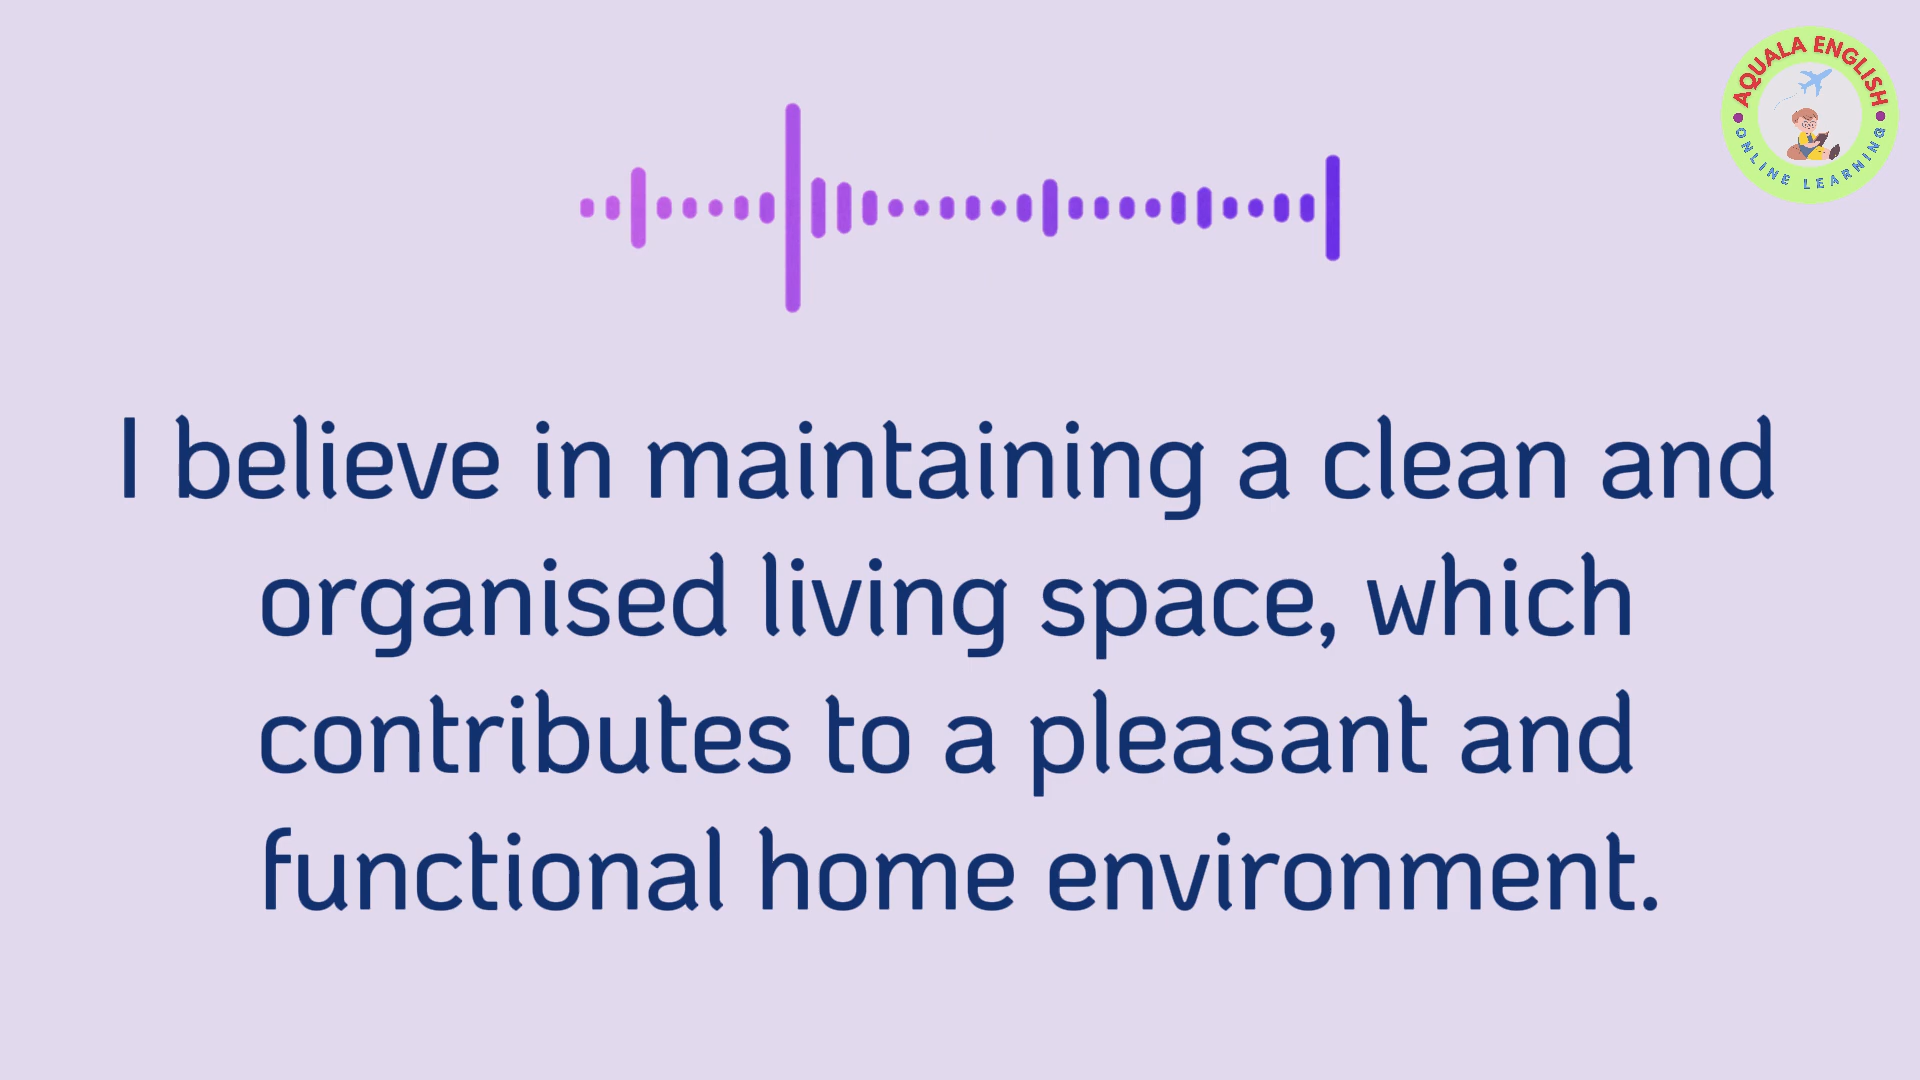 AQUALA ENGLISH
ONLINE LEARNING
I believe in maintaining a clean and
organised living space, which
contributes to a pleasant and
functional home environment.